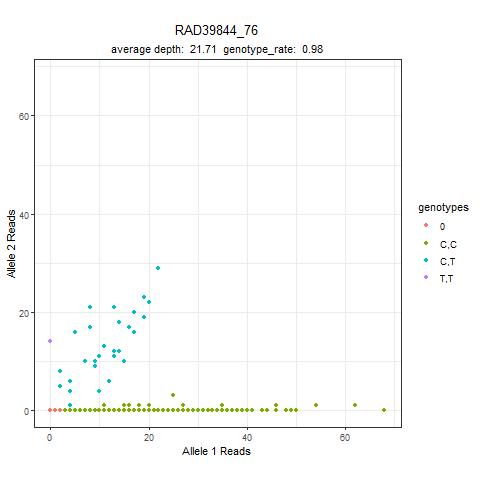 RAD39844_76
average depth: 21.71 genotype_rate: 0.98
60
40
20
0
Allele 2 Reads
0
20
40
60
Allele 1 Reads
genotypes
0
C,C
C,T
T,T